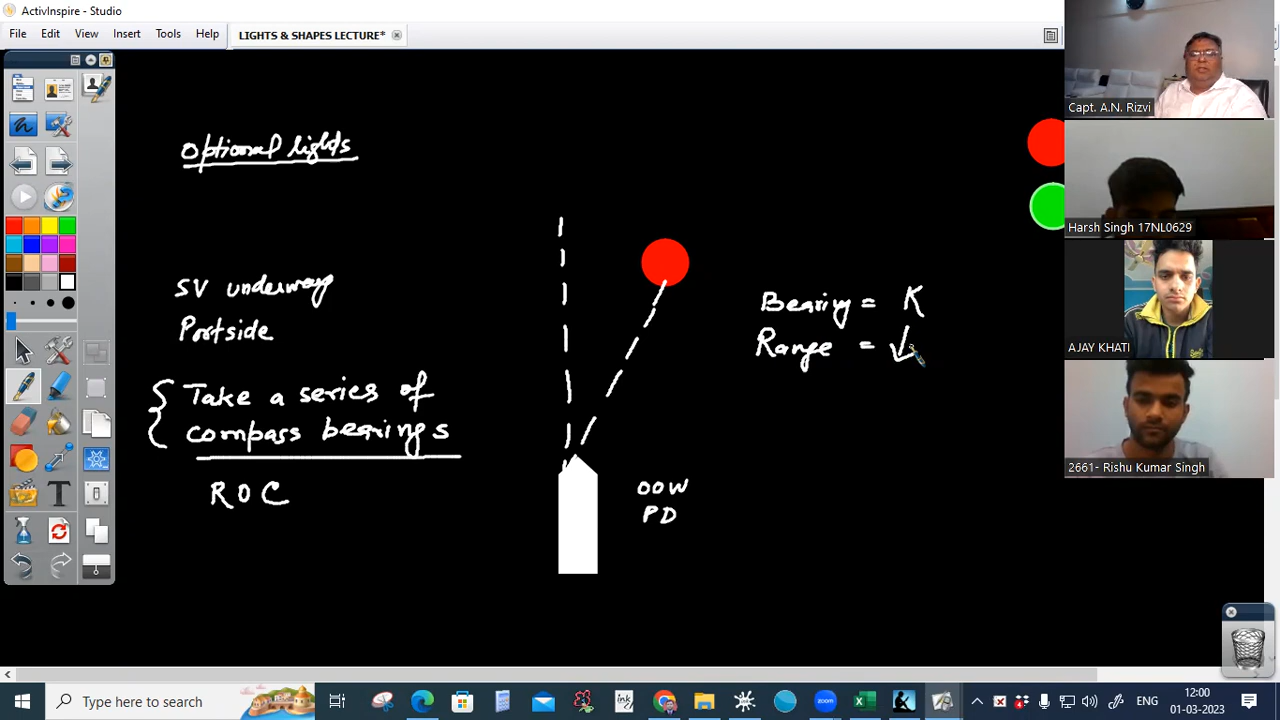 ActivInspire - Studio
File Edit View Insert Tools Help
LIGHTS & SHAPES LECTURE*
Optional lights
SV underway
Portside
Take a series of
compass bearings
ROC
OOW
PD
Bearing = K
Range = ↓
Capt. A.N. Rizvi
Harsh Singh 17NL0629
AJAY KHATI
2661- Rishu Kumar Singh
Type here to search
zoom
ink
ENG
12:00
01-03-2023